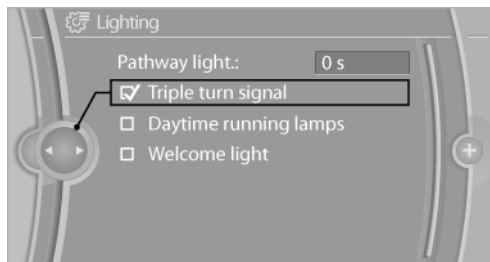 Lighting
Pathway light.: 0 s
Triple turn signal
Daytime running lamps
Welcome light